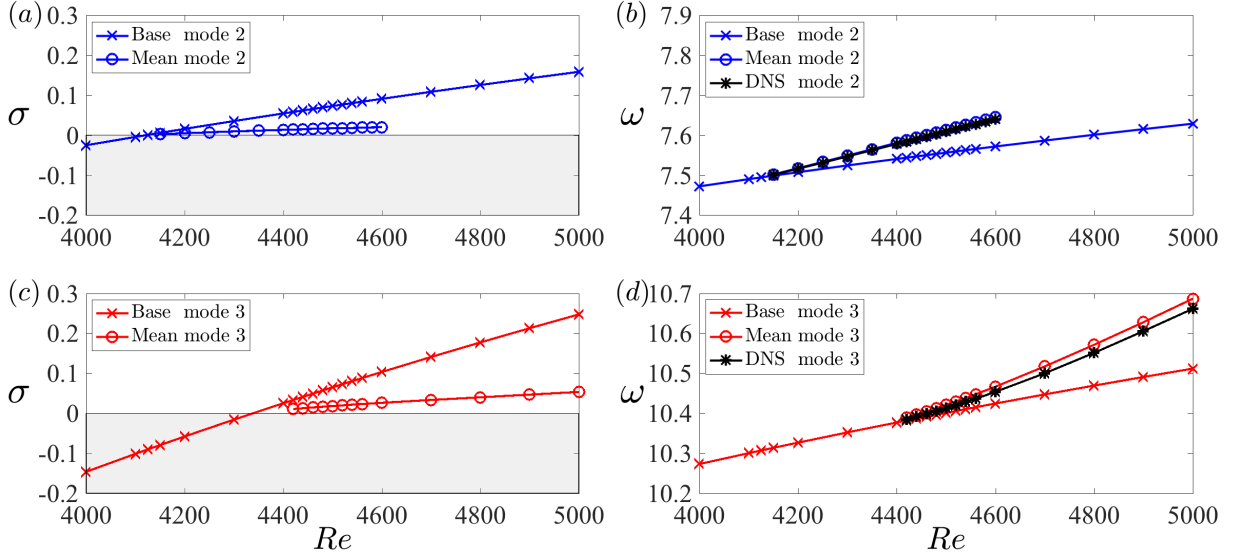 (a)
0.3
0.2
0.1
0
-0.1
-0.2
σ
Base mode 2
Mean mode 2
4000 4200 4400 4600 4800 5000
(b)
7.9
7.8
7.7
7.6
7.5
7.4
ω
Base mode 2
Mean mode 2
DNS mode 2
4000 4200 4400 4600 4800 5000
(c)
0.3
0.2
0.1
0
-0.1
-0.2
σ
Base mode 3
Mean mode 3
4000 4200 4400 4600 4800 5000
Re
(d)
10.7
10.6
10.5
10.4
10.3
10.2
ω
Base mode 3
Mean mode 3
DNS mode 3
4000 4200 4400 4600 4800 5000
Re